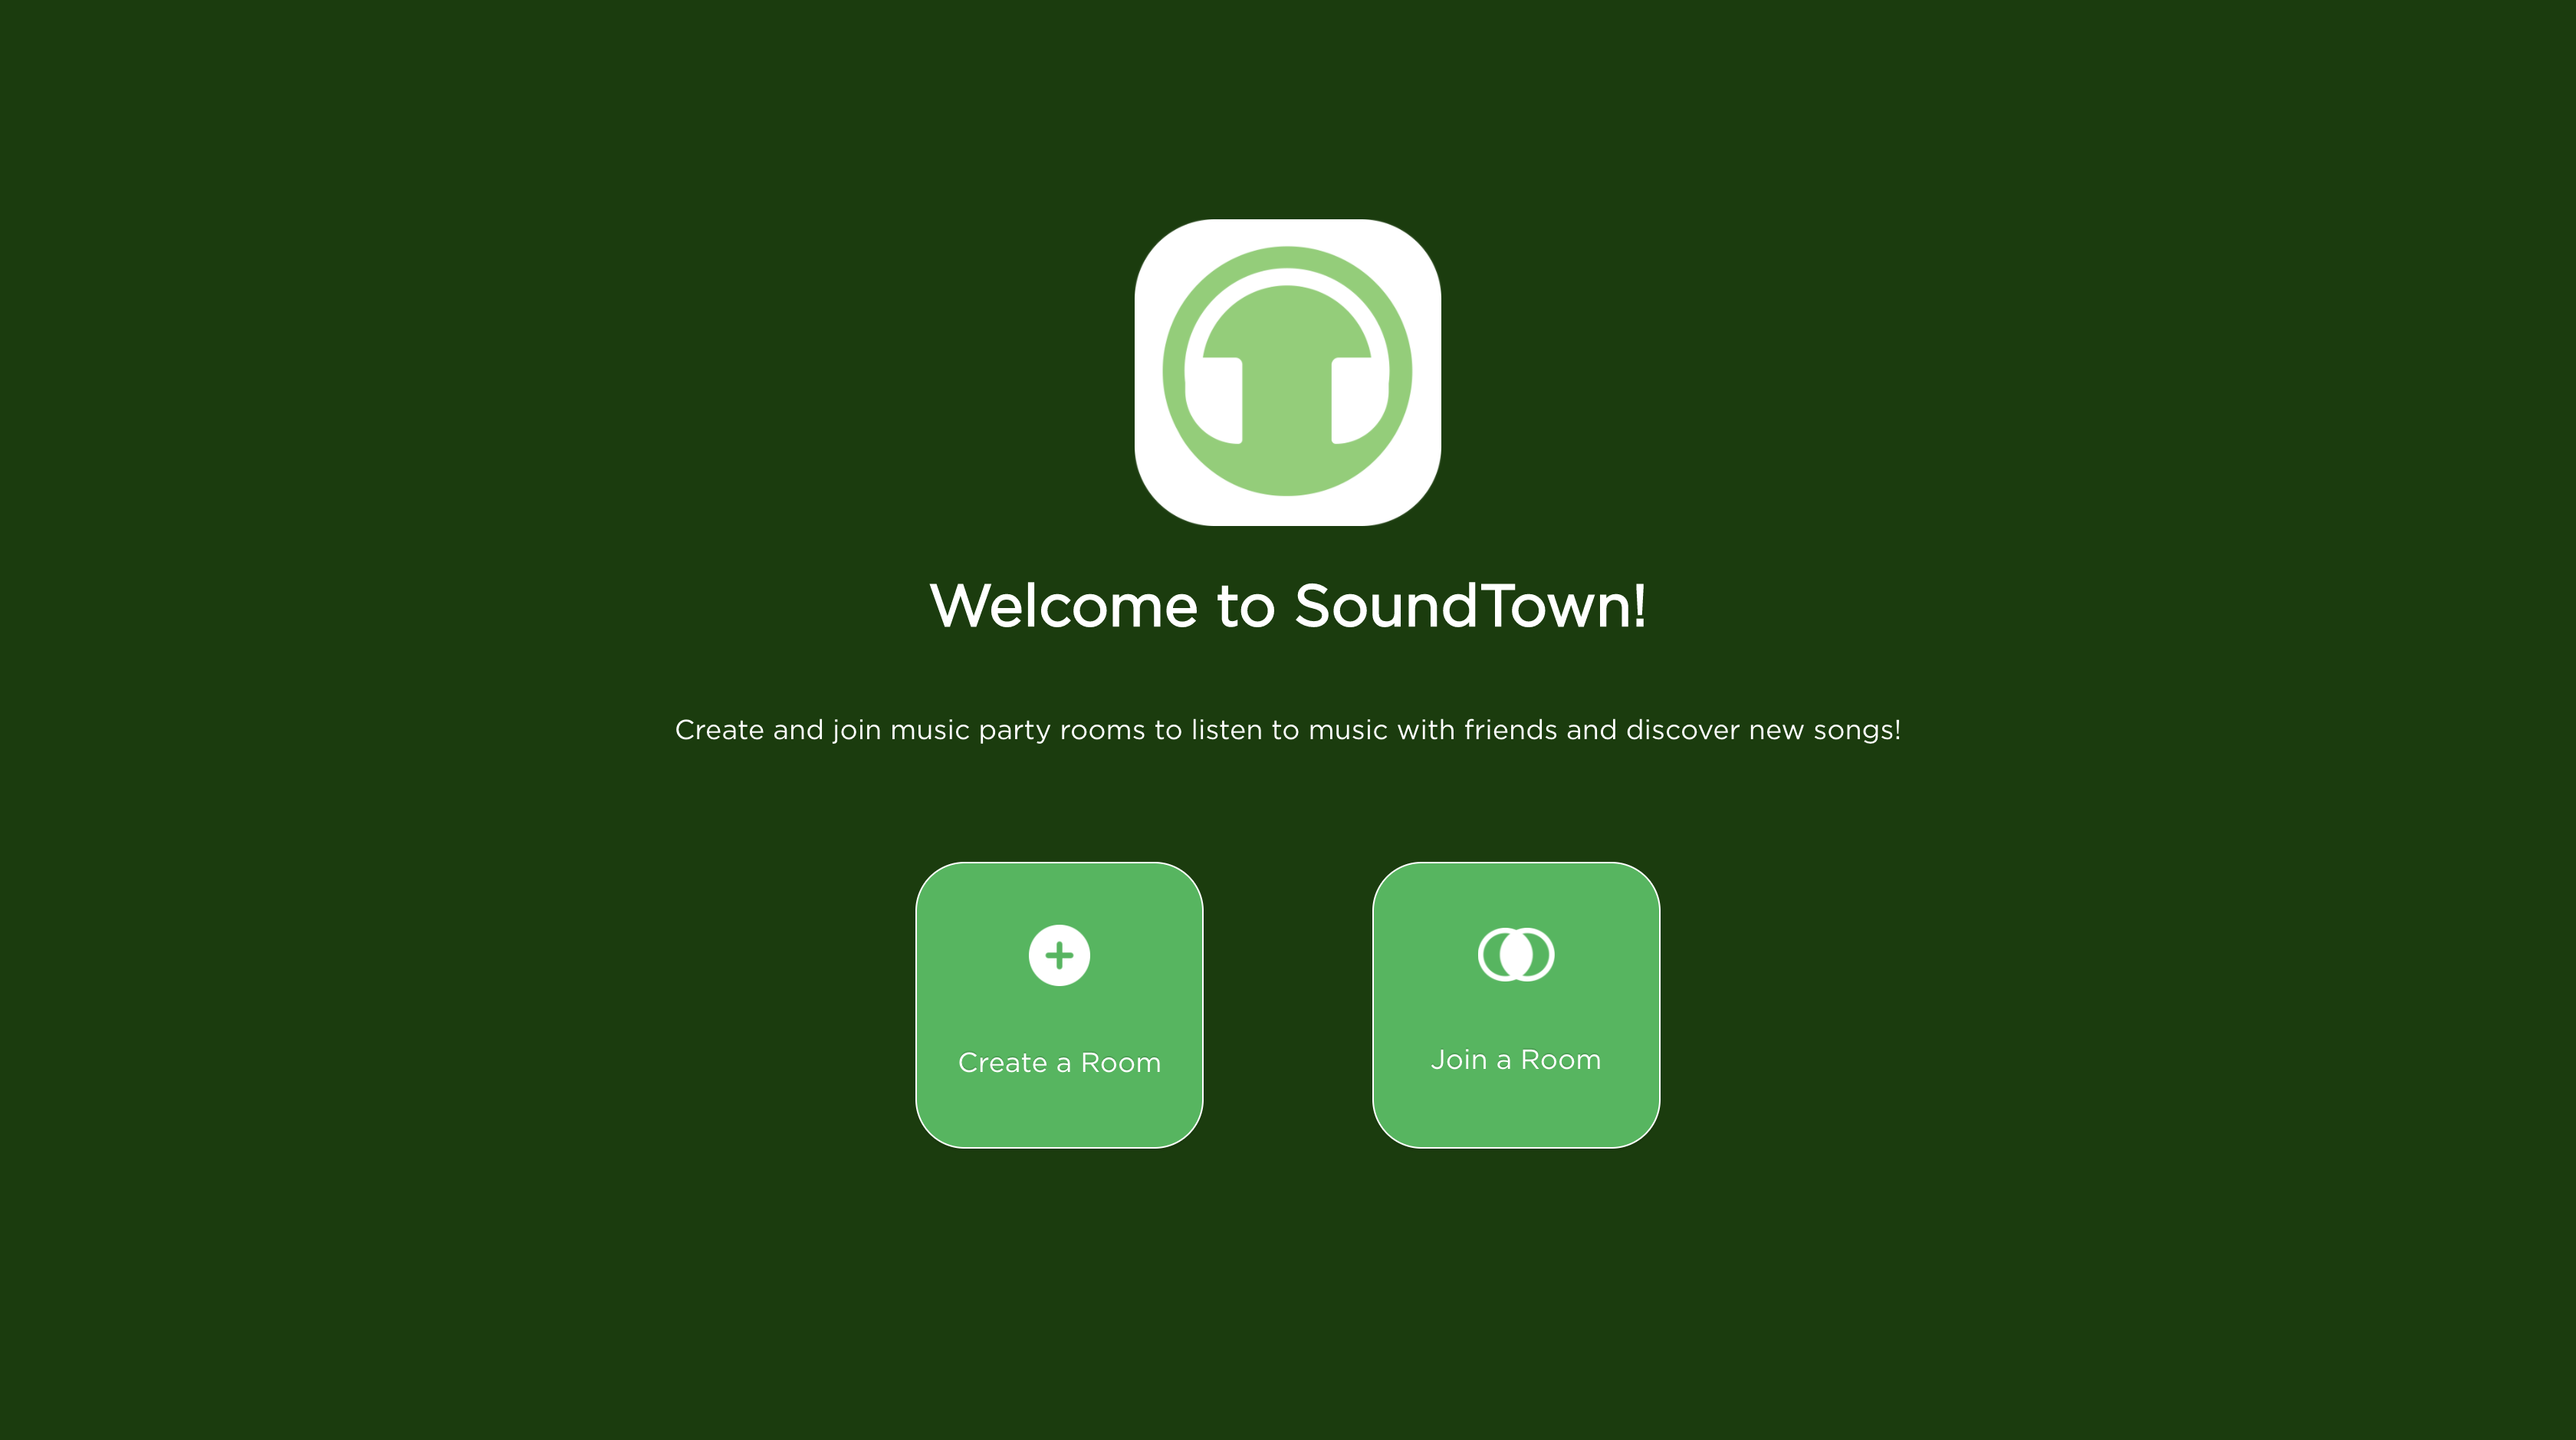 Welcome to SoundTown!
Create and join music party rooms to listen to music with friends and discover new songs!
Create a Room
Join a Room